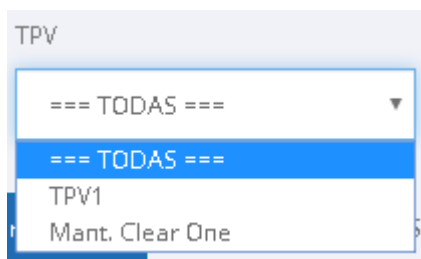 TPV
=== TODAS ===
=== TODAS ===
TPV1
Mant. Clear One